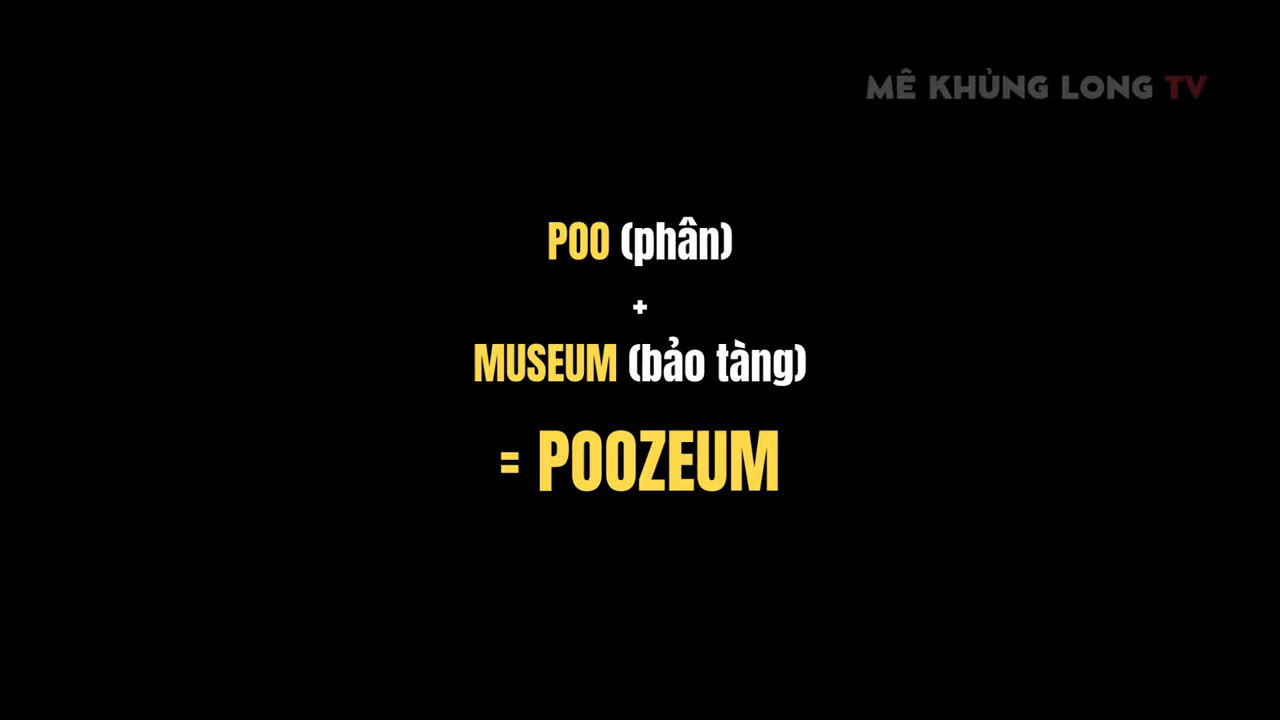 MÊ KHỦNG LONG TV
POO (phân)
+
MUSEUM (bảo tàng)
= POOZEUM